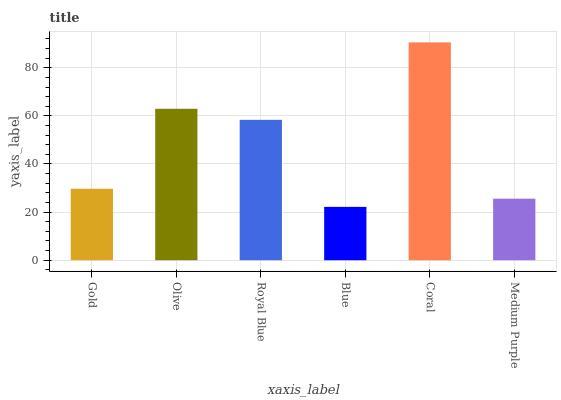 title
yaxis_label
80
60
40
20
0
Gold
Olive
Royal Blue
Blue
Coral
Medium Purple
xaxis_label